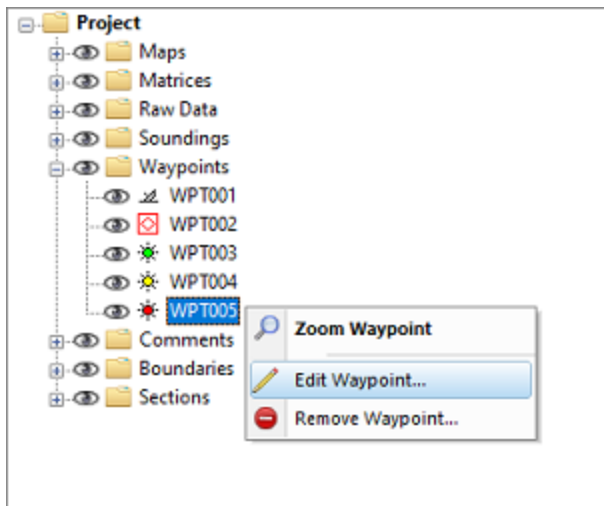 Project
Maps
Matrices
Raw Data
Soundings
Waypoints
WPT001
WPT002
WPT003
WPT004
WPT005
Zoom Waypoint
Comments
Boundaries
Edit Waypoint...
Sections
Remove Waypoint...